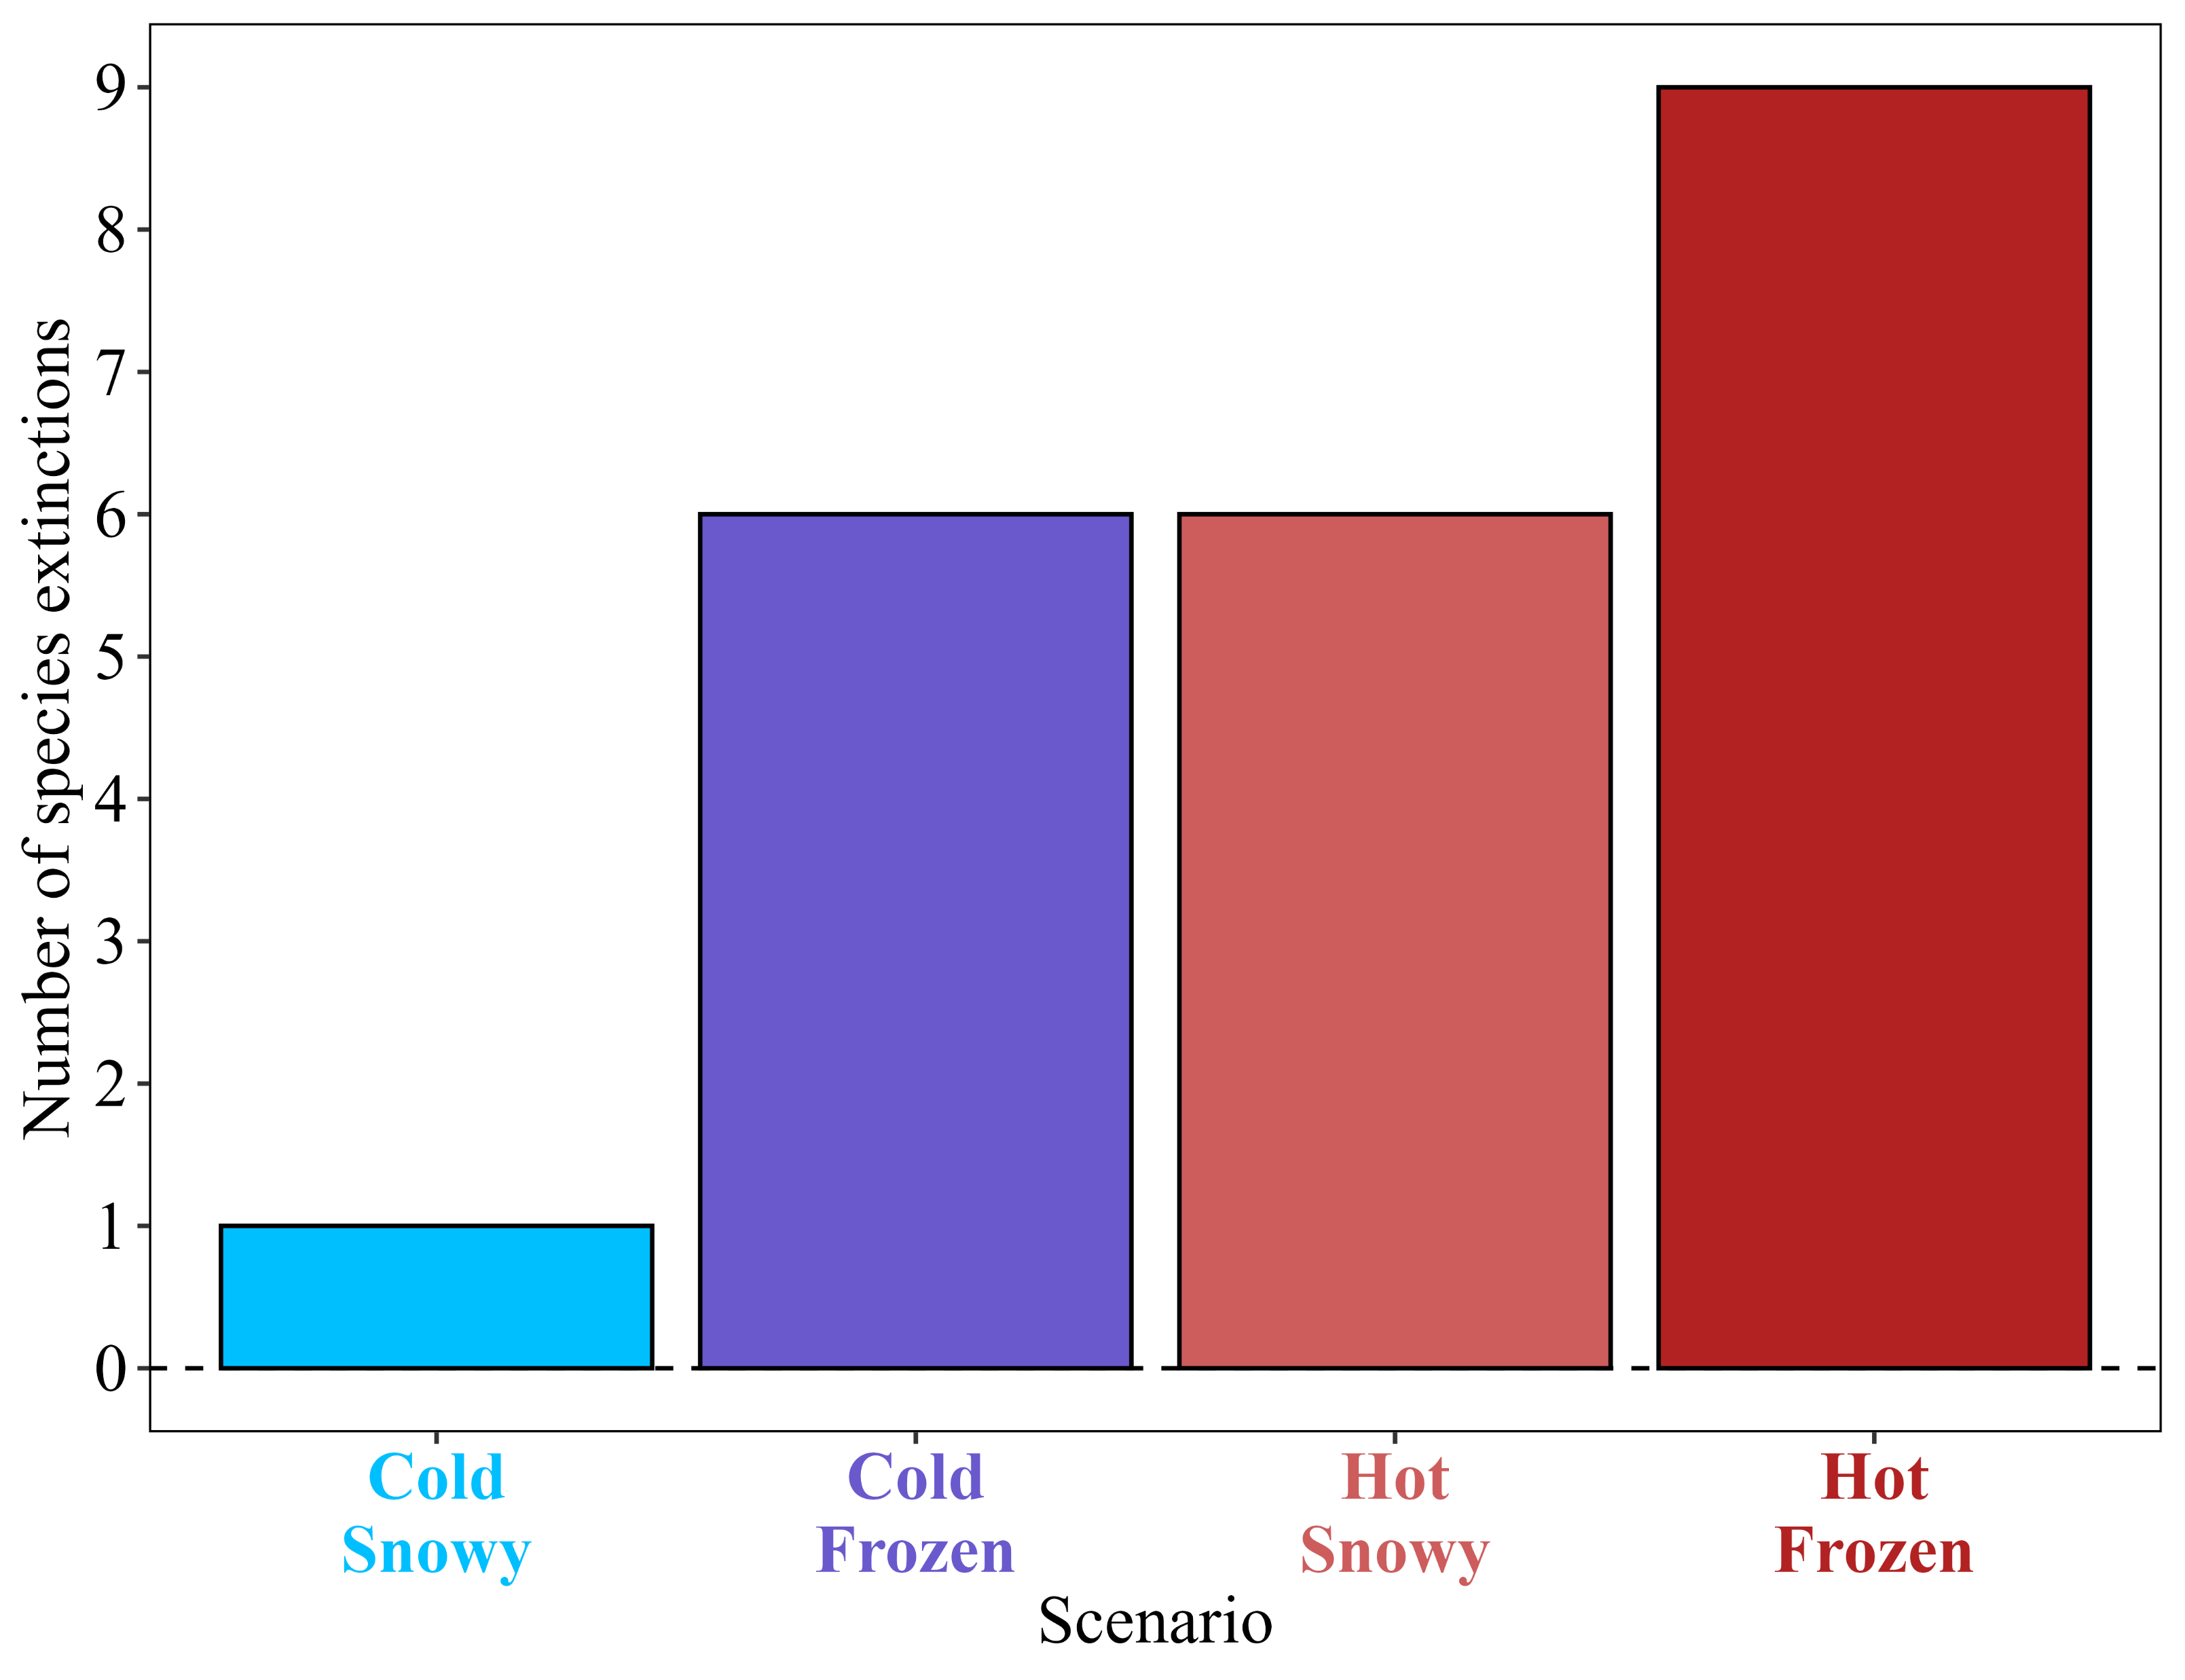 Number of species extinctions
9
8
7
6
5
4
3
2
1
0
Cold
Snowy
Cold
Frozen
Hot
Snowy
Hot
Frozen
Scenario